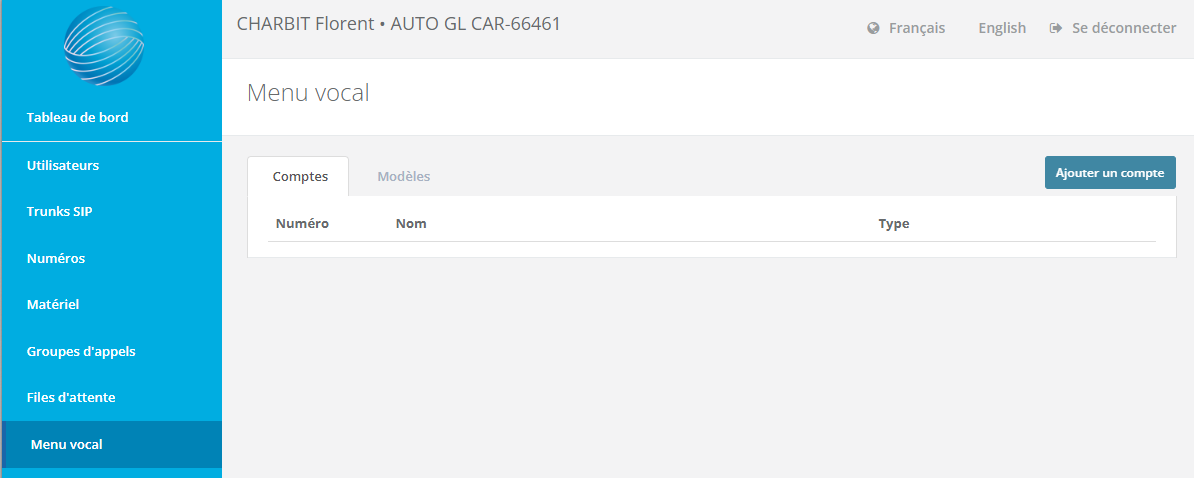 CHARBIT Florent • AUTO GL CAR-66461
Français English Se déconnecter
Menu vocal
Tableau de bord
Utilisateurs
Trunks SIP
Numéros
Matériel
Groupes d'appels
Files d'attente
Menu vocal
Comptes Modèles Ajouter un compte
Numéro Nom Type